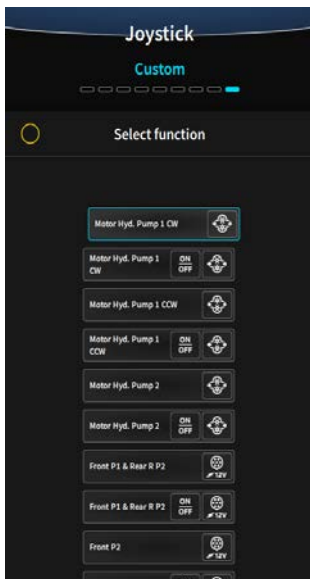 Joystick
Custom
Select function
Motor Hyd. Pump 1 CW
Motor Hyd. Pump 1
CW
ON
OFF
Motor Hyd. Pump 1 CCW
Motor Hyd. Pump 1
CCW
ON
OFF
Motor Hyd. Pump 2
Motor Hyd. Pump 2
ON
OFF
Front P1 & Rear R P2
12V
Front P1 & Rear R P2
ON
OFF
12V
Front P2
12V